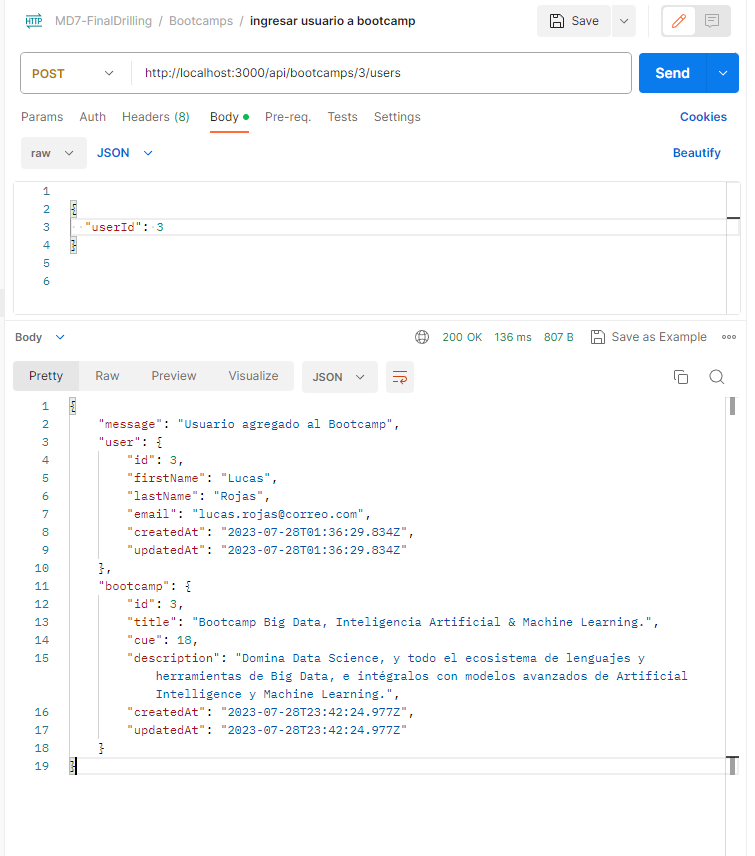 HTTP MD7-FinalDrilling / Bootcamps / ingresar usuario a bootcamp Save
POST http://localhost:3000/api/bootcamps/3/users Send
Params Auth Headers (8) Body Pre-req. Tests Settings Cookies
raw JSON Beautify
1
2 {
3 "userId": 3
4 }
5
6
Body 200 OK 136 ms 807 B Save as Example
Pretty Raw Preview Visualize JSON
1 {
2 "message": "Usuario agregado al Bootcamp",
3 "user": {
4 "id": 3,
5 "firstName": "Lucas",
6 "lastName": "Rojas",
7 "email": "lucas.rojas@correo.com",
8 "createdAt": "2023-07-28T01:36:29.834Z",
9 "updatedAt": "2023-07-28T01:36:29.834Z"
10 },
11 "bootcamp": {
12 "id": 3,
13 "title": "Bootcamp Big Data, Inteligencia Artificial & Machine Learning.",
14 "cue": 18,
15 "description": "Domina Data Science, y todo el ecosistema de lenguajes y
herramientas de Big Data, e intégralos con modelos avanzados de Artificial
Intelligence y Machine Learning.",
16 "createdAt": "2023-07-28T23:42:24.977Z",
17 "updatedAt": "2023-07-28T23:42:24.977Z"
18 }
19 }